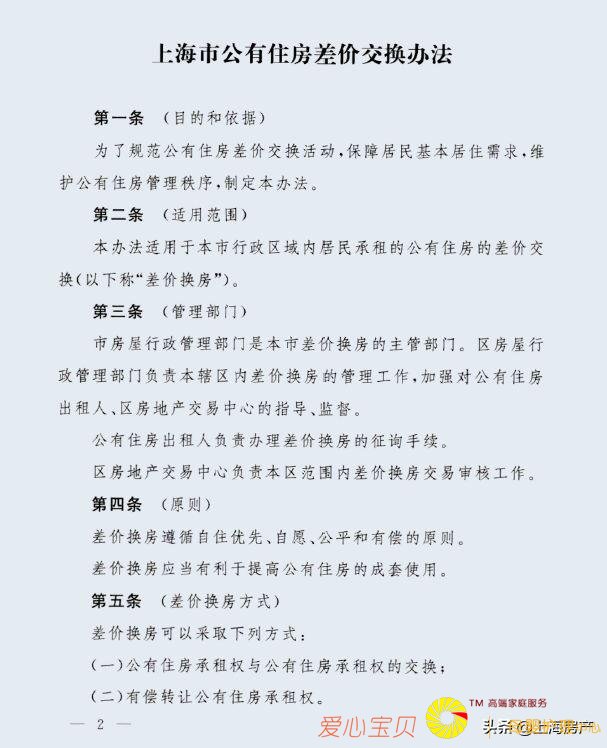 上海市公有住房差价交换办法
第一条 (目的和依据)
为了规范公有住房差价交换活动,保障居民基本居住需求,维
护公有住房管理秩序,制定本办法。
第二条 (适用范围)
本办法适用于本市行政区域内居民承租的公有住房的差价交
换(以下称“差价换房”)。
第三条 (管理部门)
市房屋行政管理部门是本市差价换房的主管部门。区房屋行
政管理部门负责本辖区内差价换房的管理工作,加强对公有住房
出租人、区房地产交易中心的指导、监督。
公有住房出租人负责办理差价换房的征询手续。
区房地产交易中心负责本区范围内差价换房交易审核工作。
第四条 (原则)
差价换房遵循自住优先、自愿、公平和有偿的原则。
差价换房应当有利于提高公有住房的成套使用。
第五条 (差价换房方式)
差价换房可以采取下列方式:
(一)公有住房承租权与公有住房承租权的交换;
(二)有偿转让公有住房承租权。
— 2 —
爱心宝贝
TM 高端家庭服务
头条@上海房产